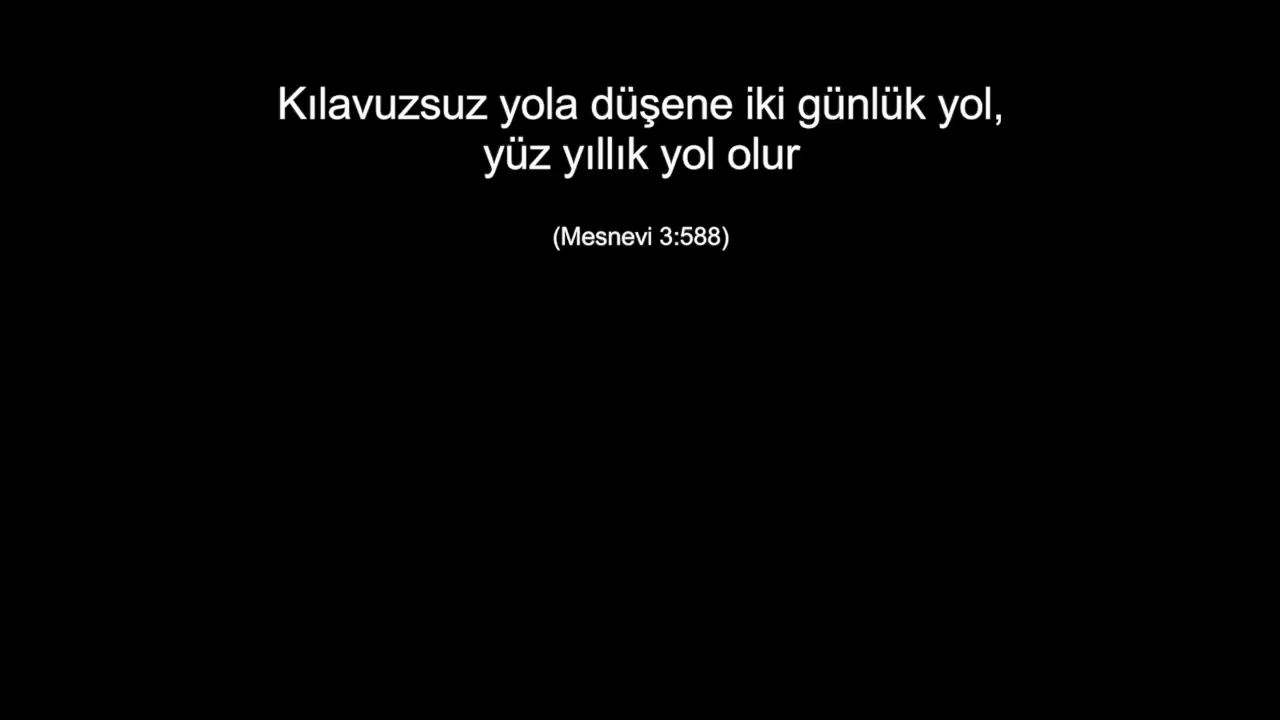 Kılavuzsuz yola düşene iki günlük yol,
yüz yıllık yol olur
(Mesnevi 3:588)